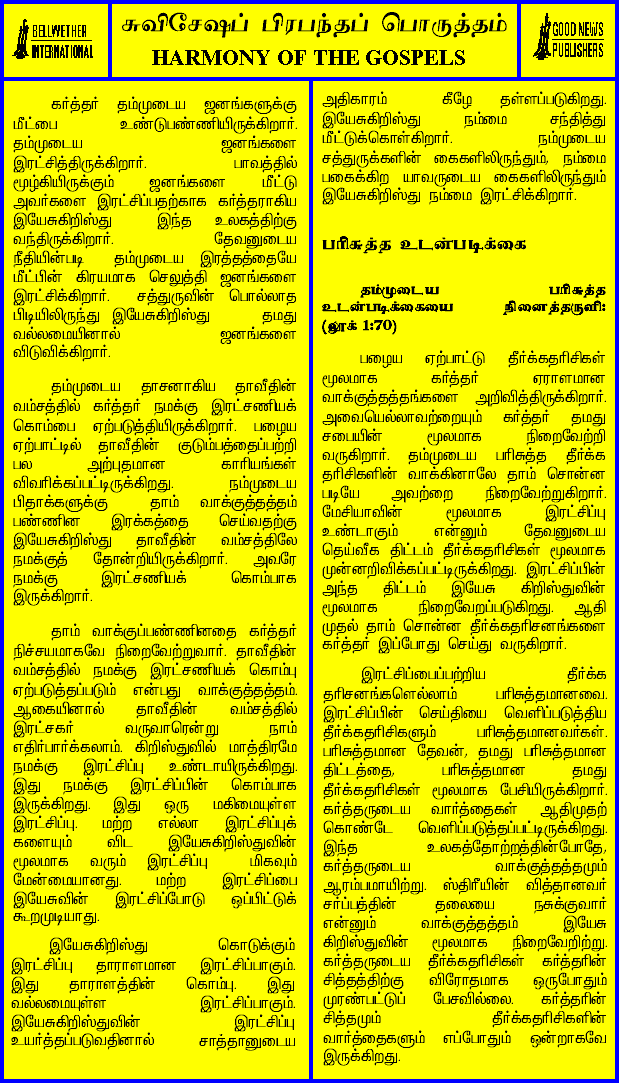 BELLWETHER
INTERNATIONAL
சுவிசேஷப் பிரபந்தப் பொருத்தம்
HARMONY OF THE GOSPELS
GOOD NEWS
PUBLISHERS
கர்த்தர் தம்முடைய ஜனங்களுக்கு
மீட்பை உண்டுபண்ணியிருக்கிறார்.
தம்முடைய ஜனங்களை
இரட்சித்திருக்கிறார். பாவத்தில்
மூழ்கியிருக்கும் ஜனங்களை மீட்டு
அவர்களை இரட்சிப்பதற்காக கர்த்தராகிய
இயேசுகிறிஸ்து இந்த உலகத்திற்கு
வந்திருக்கிறார். தேவனுடைய
நீதியின்படி தம்முடைய இரத்தத்தையே
மீட்பின் கிரயமாக செலுத்தி ஜனங்களை
இரட்சிக்கிறார். சத்துருவின் பொல்லாத
பிடியிலிருந்து இயேசுகிறிஸ்து தமது
வல்லமையினால் ஜனங்களை
விடுவிக்கிறார்.
தம்முடைய தாசனாகிய தாவீதின்
வம்சத்தில் கர்த்தர் நமக்கு இரட்சணியக்
கொம்பை ஏற்படுத்தியிருக்கிறார். பழைய
ஏற்பாட்டில் தாவீதின் குடும்பத்தைப்பற்றி
பல அற்புதமான காரியங்கள்
விவரிக்கப்பட்டிருக்கிறது. நம்முடைய
பிதாக்களுக்கு தாம் வாக்குத்தத்தம்
பண்ணின இரக்கத்தை செய்வதற்கு
இயேசுகிறிஸ்து தாவீதின் வம்சத்திலே
நமக்குத் தோன்றியிருக்கிறார். அவரே
நமக்கு இரட்சணியக் கொம்பாக
இருக்கிறார்.
தாம் வாக்குப்பண்ணினதை கர்த்தர்
நிச்சயமாகவே நிறைவேற்றுவார். தாவீதின்
வம்சத்தில் நமக்கு இரட்சணியக் கொம்பு
ஏற்படுத்தப்படும் என்பது வாக்குத்தத்தம்.
ஆகையினால் தாவீதின் வம்சத்தில்
இரட்சகர் வருவாரென்று நாம்
எதிர்பார்க்கலாம். கிறிஸ்துவில் மாத்திரமே
நமக்கு இரட்சிப்பு உண்டாயிருக்கிறது.
இது நமக்கு இரட்சிப்பின் கொம்பாக
இருக்கிறது. இது ஒரு மகிமையுள்ள
இரட்சிப்பு. மற்ற எல்லா இரட்சிப்புக்
களையும் விட இயேசுகிறிஸ்துவின்
மூலமாக வரும் இரட்சிப்பு மிகவும்
மேன்மையானது. மற்ற இரட்சிப்பை
இயேசுவின் இரட்சிப்போடு ஒப்பிட்டுக்
கூறமுடியாது.
இயேசுகிறிஸ்து கொடுக்கும்
இரட்சிப்பு தாராளமான இரட்சிப்பாகும்.
இது தாராளத்தின் கொம்பு. இது
வல்லமையுள்ள இரட்சிப்பாகும்.
இயேசுகிறிஸ்துவின் இரட்சிப்பு
உயர்த்தப்படுவதினால் சாத்தானுடைய
அதிகாரம் கீழே தள்ளப்படுகிறது.
இயேசுகிறிஸ்து நம்மை சந்தித்து
மீட்டுக்கொள்கிறார். நம்முடைய
சத்துருக்களின் கைகளிலிருந்தும், நம்மை
பகைக்கிற யாவருடைய கைகளிலிருந்தும்
இயேசுகிறிஸ்து நம்மை இரட்சிக்கிறார்.
பரிசுத்த உடன்படிக்கை
தம்முடைய பரிசுத்த
உடன்படிக்கையை நினைத்தருளி:
(லூக் 1:70)
பழைய ஏற்பாட்டு தீர்க்கதரிசிகள்
மூலமாக கர்த்தர் ஏராளமான
வாக்குத்தத்தங்களை அறிவித்திருக்கிறார்.
அவையெல்லாவற்றையும் கர்த்தர் தமது
சபையின் மூலமாக நிறைவேற்றி
வருகிறார். தம்முடைய பரிசுத்த தீர்க்க
தரிசிகளின் வாக்கினாலே தாம் சொன்ன
படியே அவற்றை நிறைவேற்றுகிறார்.
மேசியாவின் மூலமாக இரட்சிப்பு
உண்டாகும் என்னும் தேவனுடைய
தெய்வீக திட்டம் தீர்க்கதரிசிகள் மூலமாக
முன்னறிவிக்கப்பட்டிருக்கிறது. இரட்சிப்பின்
அந்த திட்டம் இயேசு கிறிஸ்துவின்
மூலமாக நிறைவேறப்படுகிறது. ஆதி
முதல் தாம் சொன்ன தீர்க்கதரிசனங்களை
கர்த்தர் இப்போது செய்து வருகிறார்.
இரட்சிப்பைப்பற்றிய தீர்க்க
தரிசனங்களெல்லாம் பரிசுத்தமானவை.
இரட்சிப்பின் செய்தியை வெளிப்படுத்திய
தீர்க்கதரிசிகளும் பரிசுத்தமானவர்கள்.
பரிசுத்தமான தேவன், தமது பரிசுத்தமான
திட்டத்தை, பரிசுத்தமான தமது
தீர்க்கதரிசிகள் மூலமாக பேசியிருக்கிறார்.
கர்த்தருடைய வார்த்தைகள் ஆதிமுதற்
கொண்டே வெளிப்படுத்தப்பட்டிருக்கிறது.
இந்த உலகத்தோற்றத்தின்போதே,
கர்த்தருடைய வாக்குத்தத்தமும்
ஆரம்பமாயிற்று. ஸ்திரீயின் வித்தானவர்
சர்ப்பத்தின் தலையை நசுக்குவார்
என்னும் வாக்குத்தத்தம் இயேசு
கிறிஸ்துவின் மூலமாக நிறைவேறிற்று.
கர்த்தருடைய தீர்க்கதரிசிகள் கர்த்தரின்
சித்தத்திற்கு விரோதமாக ஒருபோதும்
முரண்பட்டுப் பேசவில்லை. கர்த்தரின்
சித்தமும் தீர்க்கதரிசிகளின்
வார்த்தைகளும் எப்போதும் ஒன்றாகவே
இருக்கிறது.